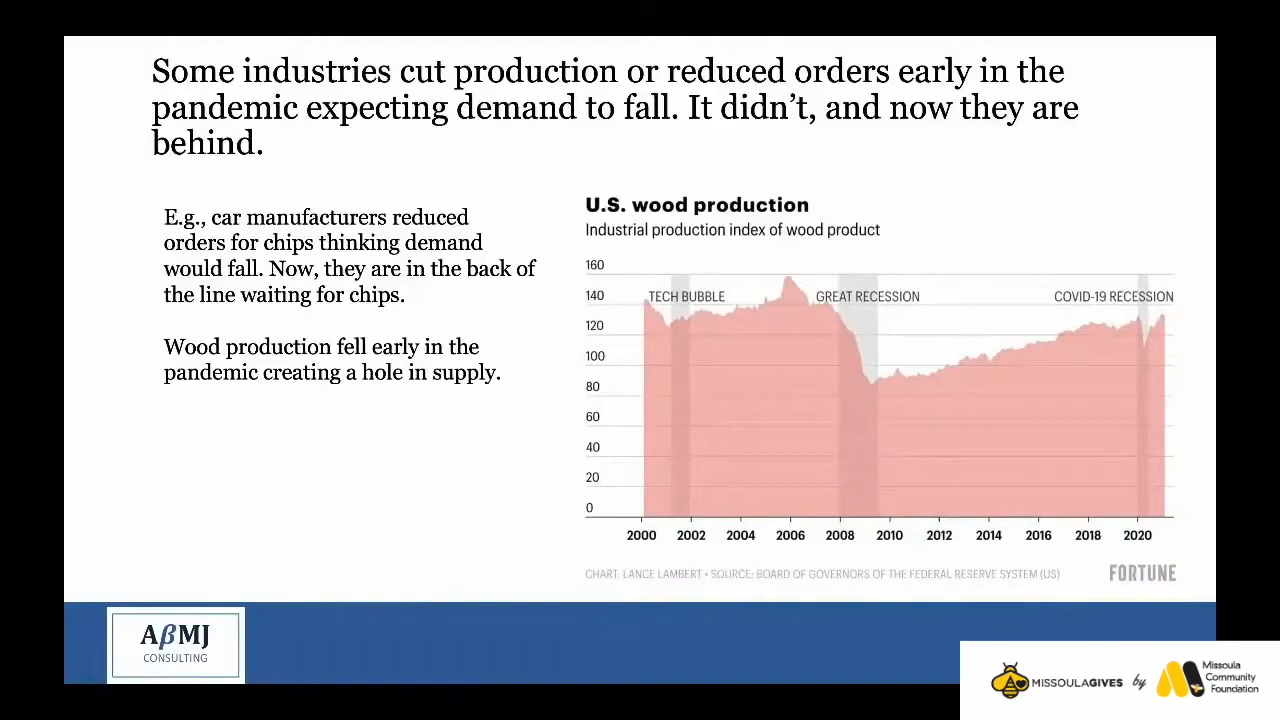 Some industries cut production or reduced orders early in the
pandemic expecting demand to fall. It didn’t, and now they are
behind.
E.g., car manufacturers reduced
orders for chips thinking demand
would fall. Now, they are in the back of
the line waiting for chips.
Wood production fell early in the
pandemic creating a hole in supply.
U.S. wood production
Industrial production index of wood product
160
140
TECH BUBBLE
GREAT RECESSION
COVID-19 RECESSION
120
100
80
60
40
20
0
2000 2002 2004 2006 2008 2010 2012 2014 2016 2018 2020
CHART: LANCE LAMBERT • SOURCE: BOARD OF GOVERNORS OF THE FEDERAL RESERVE SYSTEM (US)
FORTUNE
AβMJ
CONSULTING
MISSOULAGIVES by
Missoula
Community
Foundation